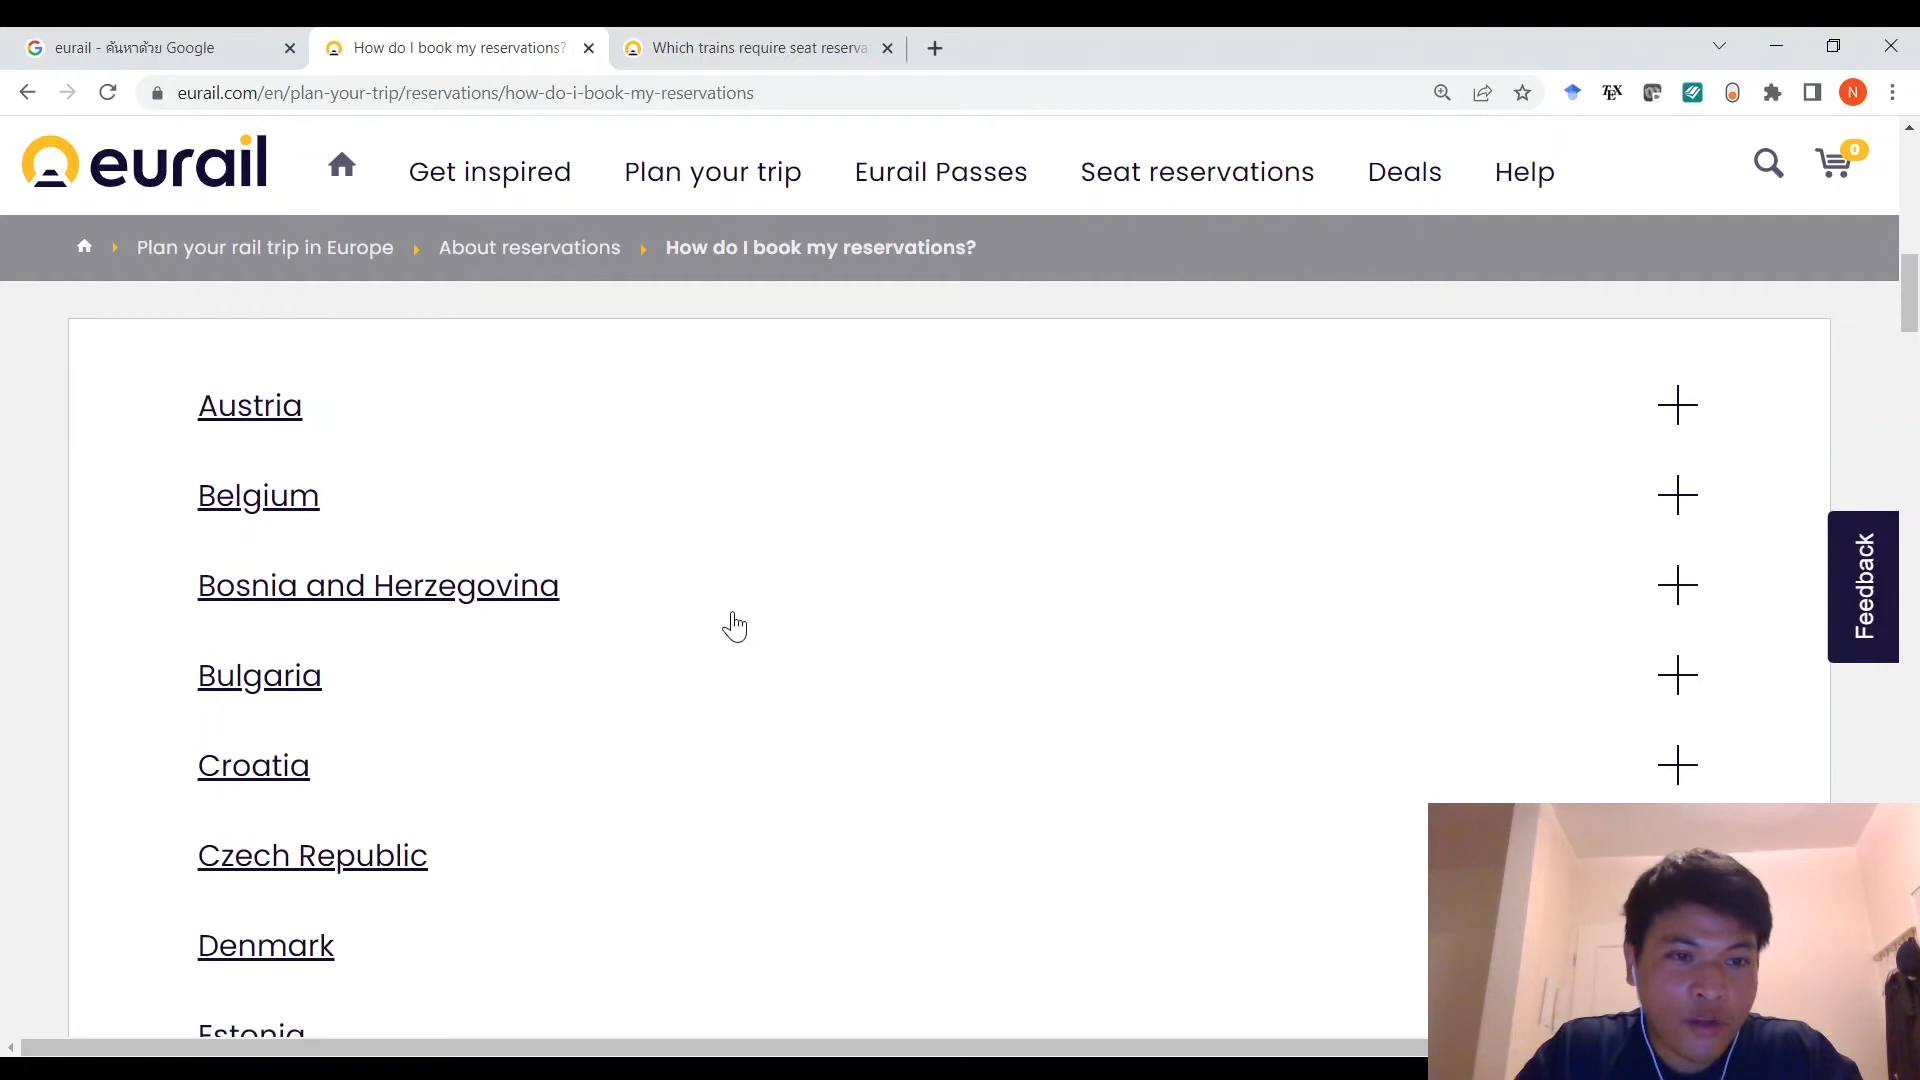 eurail - ค้นหาด้วย Google
How do I book my reservations?
Which trains require seat reserva
eurail.com/en/plan-your-trip/reservations/how-do-i-book-my-reservations
TEX
N
eurail
Get inspired
Plan your trip
Eurail Passes
Seat reservations
Deals
Help
0
Plan your rail trip in Europe
About reservations
How do I book my reservations?
Austria
Belgium
Bosnia and Herzegovina
Feedback
Bulgaria
Croatia
Czech Republic
Denmark
Estonia